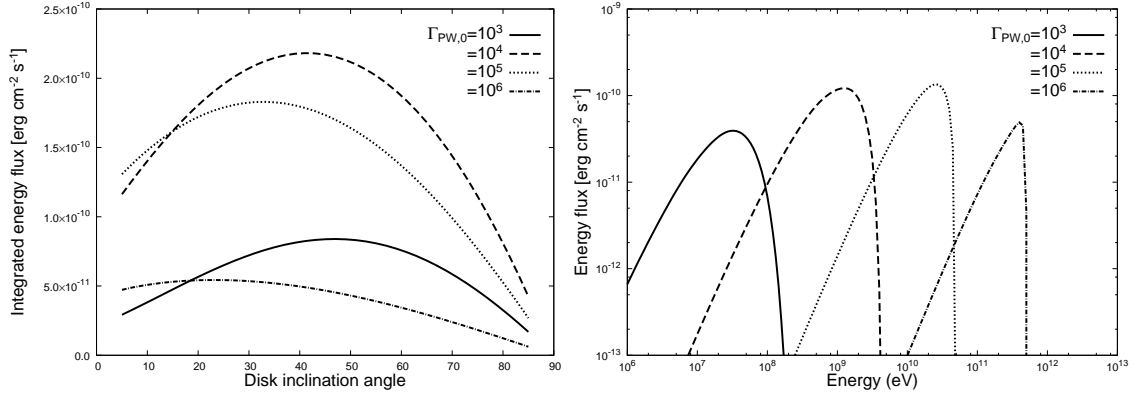 Integrated energy flux [erg cm⁻² s⁻¹]
2.5×10⁻¹⁰
2.0×10⁻¹⁰
1.5×10⁻¹⁰
1.0×10⁻¹⁰
5.0×10⁻¹¹
0.0
0 10 20 30 40 50 60 70 80 90
Disk inclination angle
Γ_PW,0=10³
=10⁴
=10⁵
=10⁶
Energy flux [erg cm⁻² s⁻¹]
10⁻⁹
10⁻¹⁰
10⁻¹¹
10⁻¹²
10⁻¹³
10⁶ 10⁷ 10⁸ 10⁹ 10¹⁰ 10¹¹ 10¹² 10¹³
Energy (eV)
Γ_PW,0=10³
=10⁴
=10⁵
=10⁶